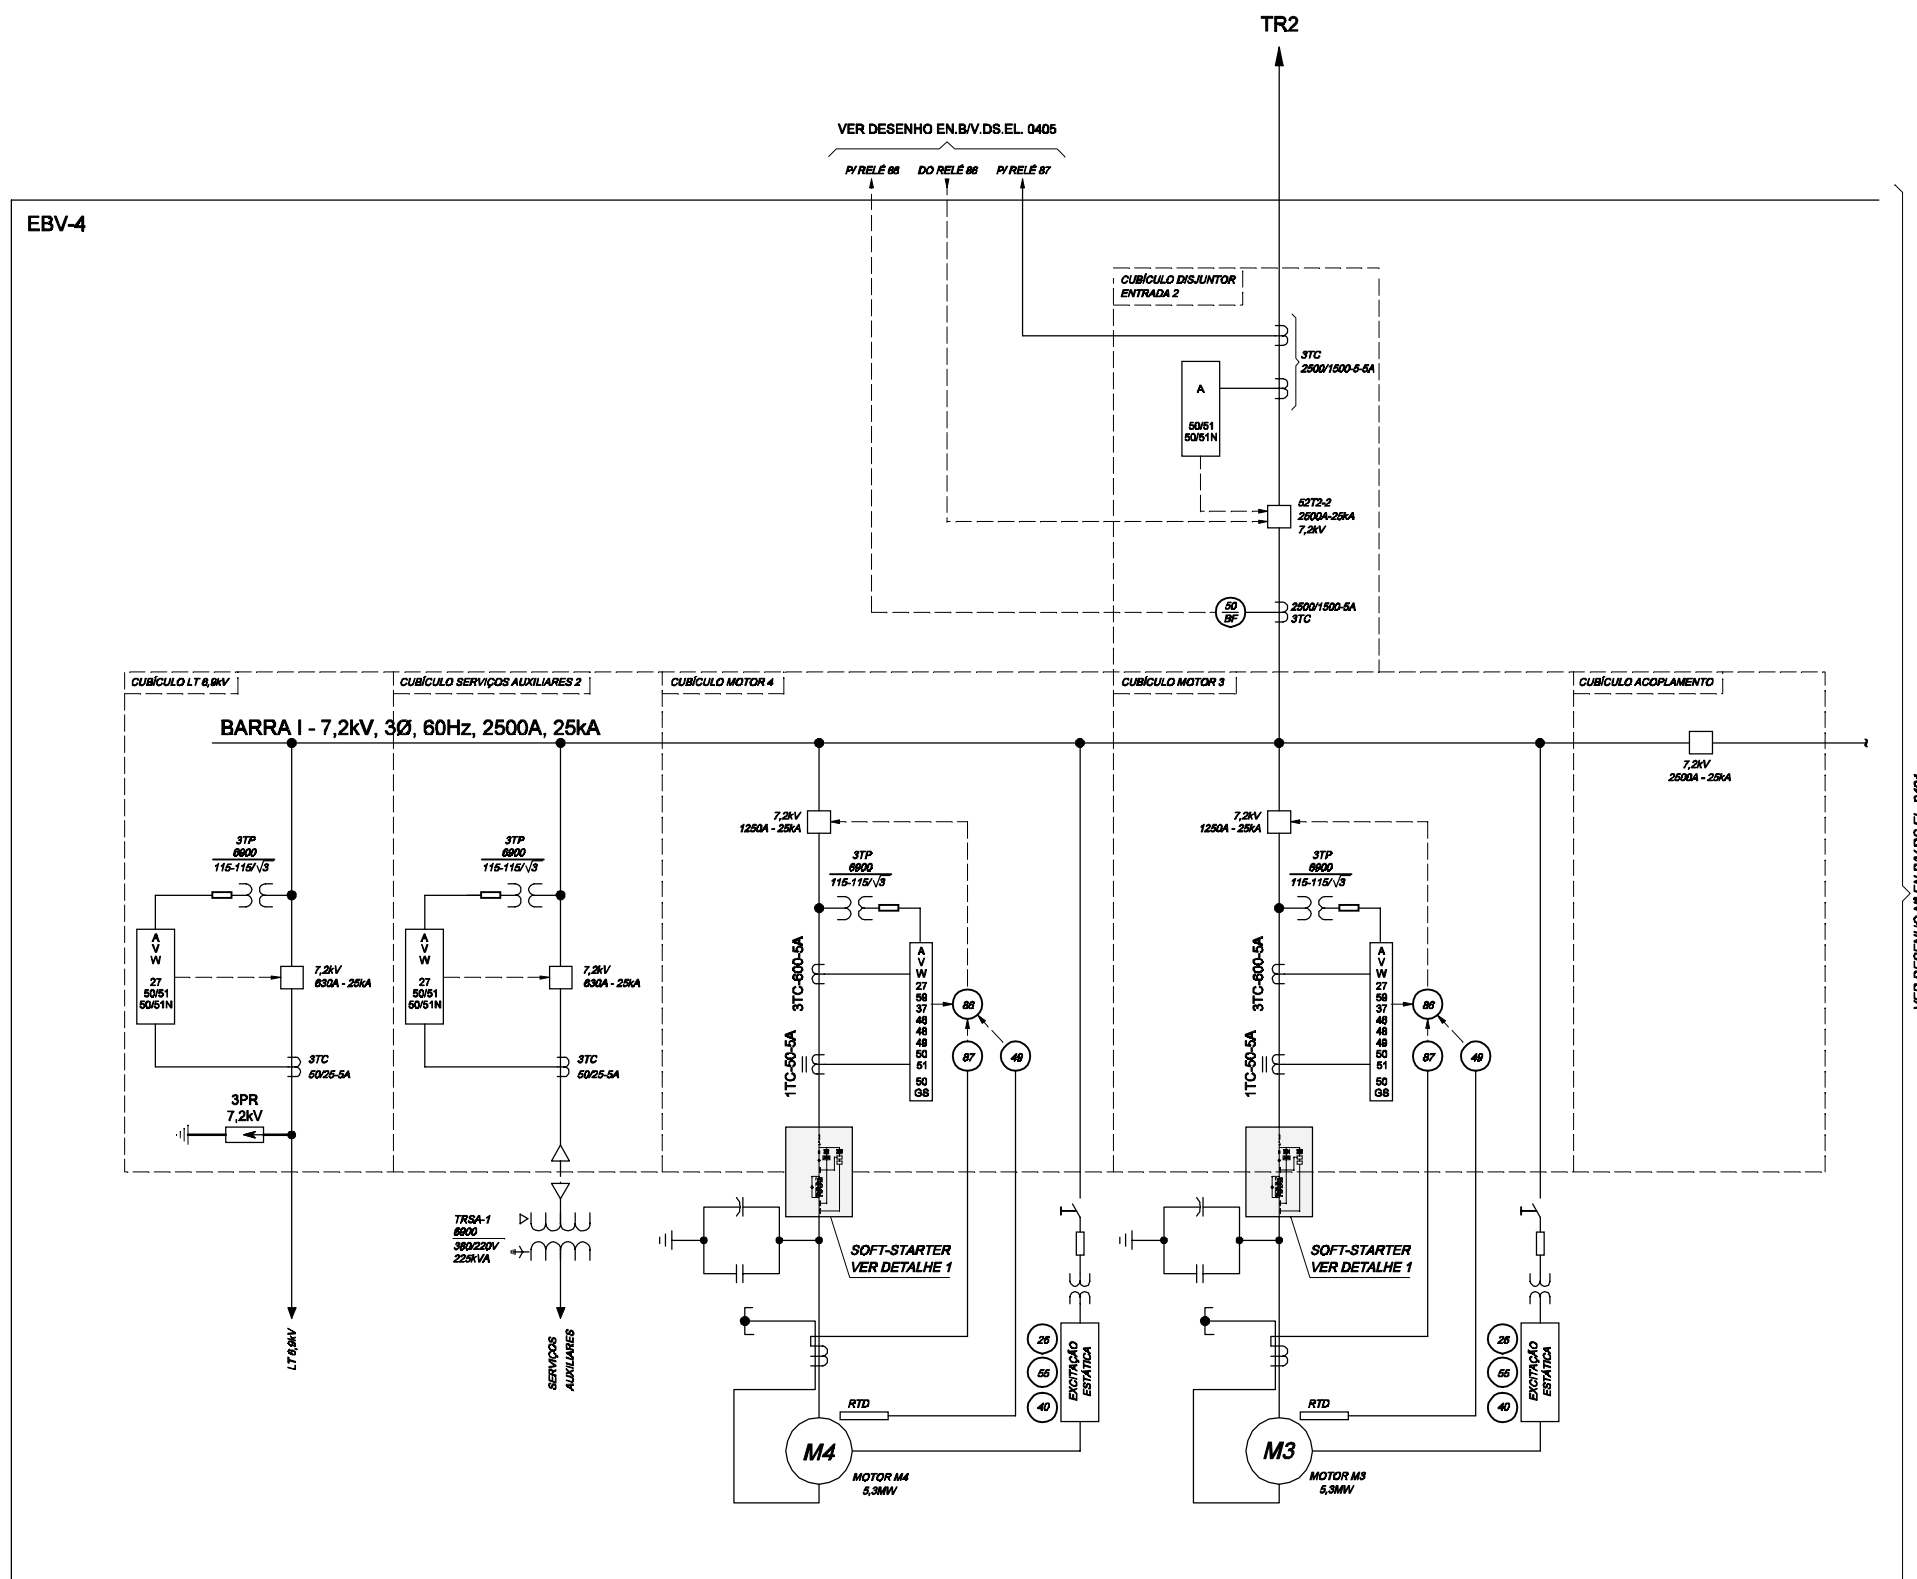 TR2
VER DESENHO EN.B/V.DS.EL. 0405
P/ RELÉ 86
DO RELÉ 86
P/ RELÉ 87
EBV-4
CUBÍCULO DISJUNTOR
ENTRADA 2
3TC
2500/1500-5-5A
A
50/51
50/51N
52T2-2
2500A-25kA
7,2kV
50
BF
2500/1500-5A
3TC
CUBÍCULO LT 6,9kV
CUBÍCULO SERVIÇOS AUXILIARES 2
CUBÍCULO MOTOR 4
CUBÍCULO MOTOR 3
CUBÍCULO ACOPLAMENTO
BARRA I - 7,2kV, 3Ø, 60Hz, 2500A, 25kA
7,2kV
2500A - 25kA
3TP
6900
115-115/√3
A
V
W
27
50/51
50/51N
7,2kV
630A - 25kA
3TC
50/25-5A
3PR
7,2kV
LT 6,9kV
3TP
6900
115-115/√3
A
V
W
27
50/51
50/51N
7,2kV
630A - 25kA
3TC
50/25-5A
TRSA-1
6900
380/220V
225kVA
SERVIÇOS
AUXILIARES
7,2kV
1250A - 25kA
3TP
6900
115-115/√3
3TC-600-5A
1TC-50-5A
A
V
W
27
59
37
46
48
49
50
51
50
GS
86
87
49
SOFT-STARTER
VER DETALHE 1
RTD
M4
MOTOR M4
5,3MW
26
55
40
EXCITAÇÃO
ESTÁTICA
7,2kV
1250A - 25kA
3TP
6900
115-115/√3
3TC-600-5A
1TC-50-5A
A
V
W
27
59
37
46
48
49
50
51
50
GS
86
87
49
SOFT-STARTER
VER DETALHE 1
RTD
M3
MOTOR M3
5,3MW
26
55
40
EXCITAÇÃO
ESTÁTICA